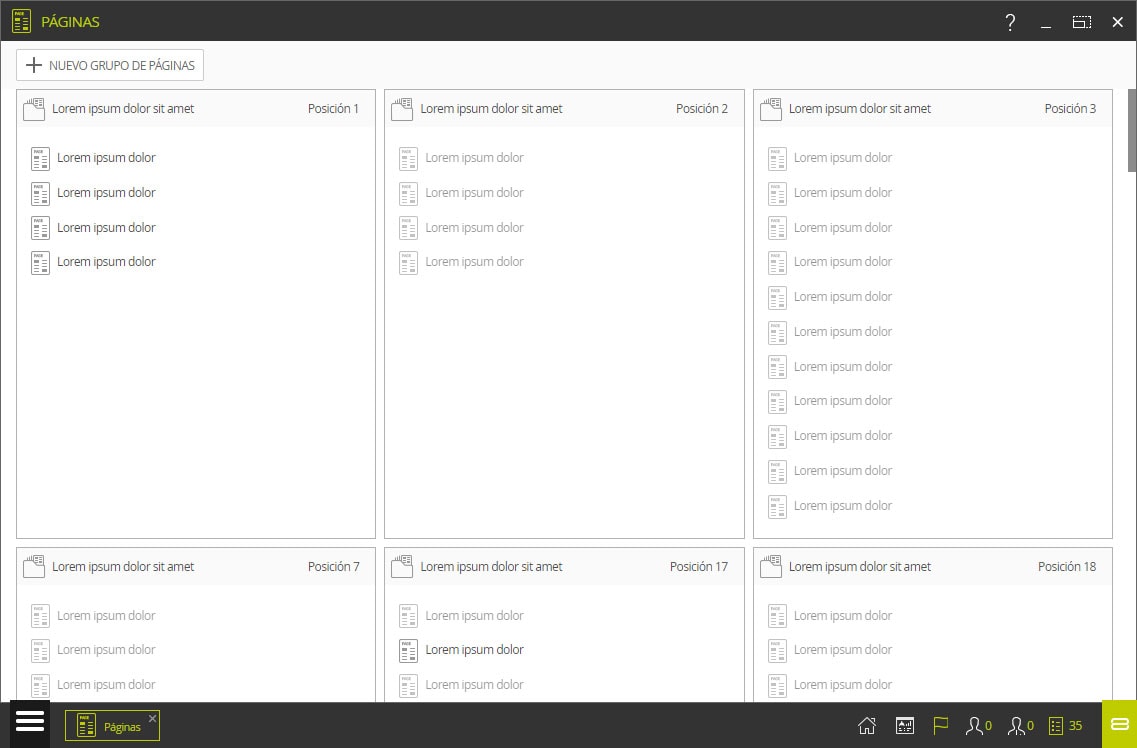 PÁGINAS
NUEVO GRUPO DE PÁGINAS
Lorem ipsum dolor sit amet Posición 1
Lorem ipsum dolor
Lorem ipsum dolor
Lorem ipsum dolor
Lorem ipsum dolor
Lorem ipsum dolor sit amet Posición 2
Lorem ipsum dolor
Lorem ipsum dolor
Lorem ipsum dolor
Lorem ipsum dolor
Lorem ipsum dolor sit amet Posición 3
Lorem ipsum dolor
Lorem ipsum dolor
Lorem ipsum dolor
Lorem ipsum dolor
Lorem ipsum dolor
Lorem ipsum dolor
Lorem ipsum dolor
Lorem ipsum dolor
Lorem ipsum dolor
Lorem ipsum dolor
Lorem ipsum dolor
Lorem ipsum dolor sit amet Posición 7
Lorem ipsum dolor
Lorem ipsum dolor
Lorem ipsum dolor
Lorem ipsum dolor sit amet Posición 17
Lorem ipsum dolor
Lorem ipsum dolor
Lorem ipsum dolor
Lorem ipsum dolor sit amet Posición 18
Lorem ipsum dolor
Lorem ipsum dolor
Lorem ipsum dolor
Páginas
0
0
35